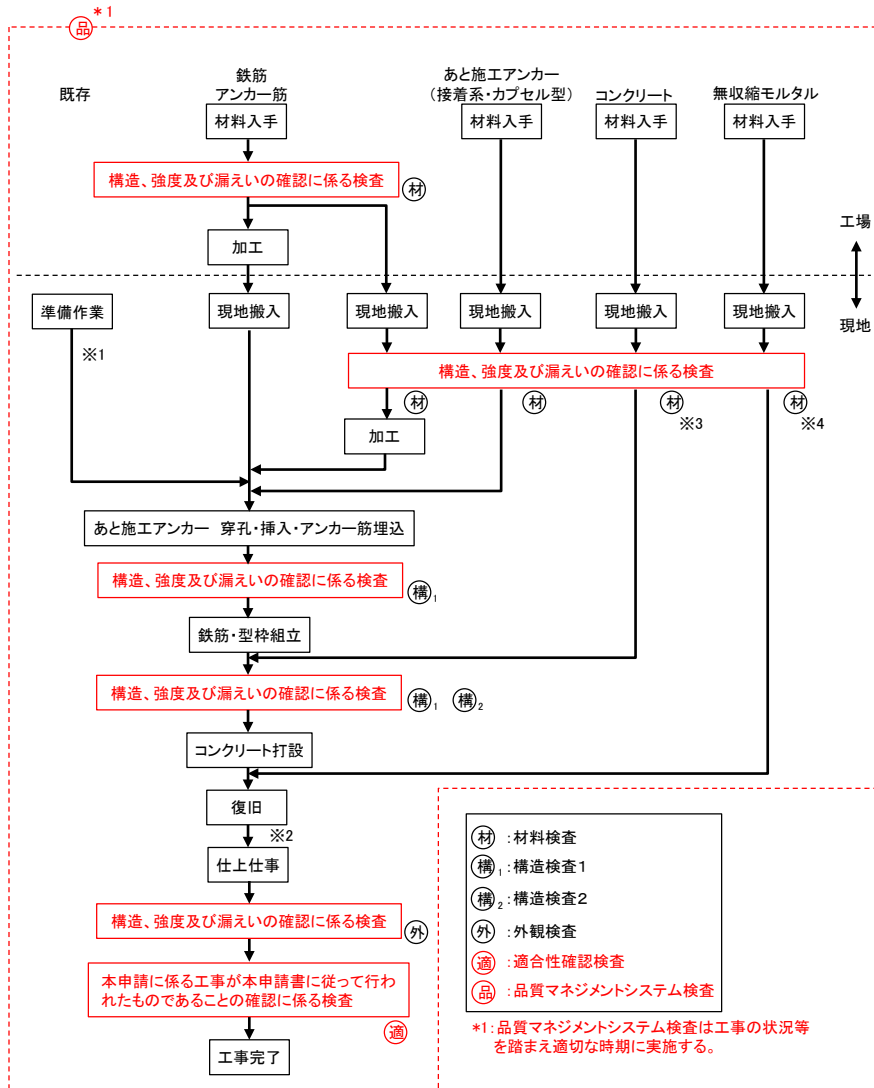 品
*1
既存
鉄筋
アンカー筋
あと施工アンカー
(接着系・カプセル型)
コンクリート
無収縮モルタル
材料入手
材料入手
材料入手
材料入手
構造、強度及び漏えいの確認に係る検査
材
加工
工場
現地
準備作業
※1
現地搬入
現地搬入
現地搬入
現地搬入
現地搬入
構造、強度及び漏えいの確認に係る検査
材
材
材
※3
材
※4
加工
あと施工アンカー 穿孔・挿入・アンカー筋埋込
構造、強度及び漏えいの確認に係る検査
構1
鉄筋・型枠組立
構造、強度及び漏えいの確認に係る検査
構1 構2
コンクリート打設
復旧
※2
仕上仕事
構造、強度及び漏えいの確認に係る検査
外
本申請に係る工事が本申請書に従って行わ
れたものであることの確認に係る検査
適
工事完了
材 :材料検査
構1 :構造検査1
構2 :構造検査2
外 :外観検査
適 :適合性確認検査
品 :品質マネジメントシステム検査
*1:品質マネジメントシステム検査は工事の状況等
を踏まえ適切な時期に実施する。